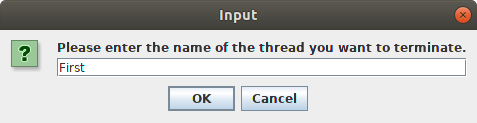 Input
Please enter the name of the thread you want to terminate.
First
OK
Cancel